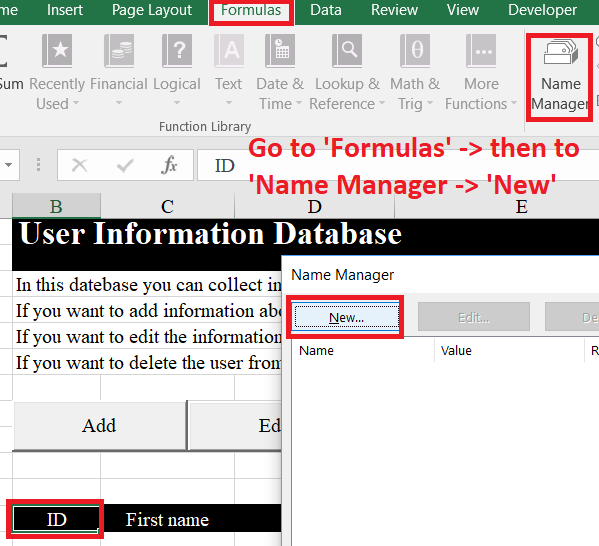 Insert Page Layout Formulas Data Review View Developer
Sum Recently Financial Logical Text Date & Lookup & Math & More Name
Used Time Reference Trig Functions Manager
Function Library
fx ID
Go to 'Formulas' -> then to
'Name Manager -> 'New'
B C D E
User Information Database
Name Manager
In this datebase you can collect in
If you want to add information abo
If you want to edit the information
If you want to delete the user from
New... Edit...
Name Value
Add Ed
ID First name